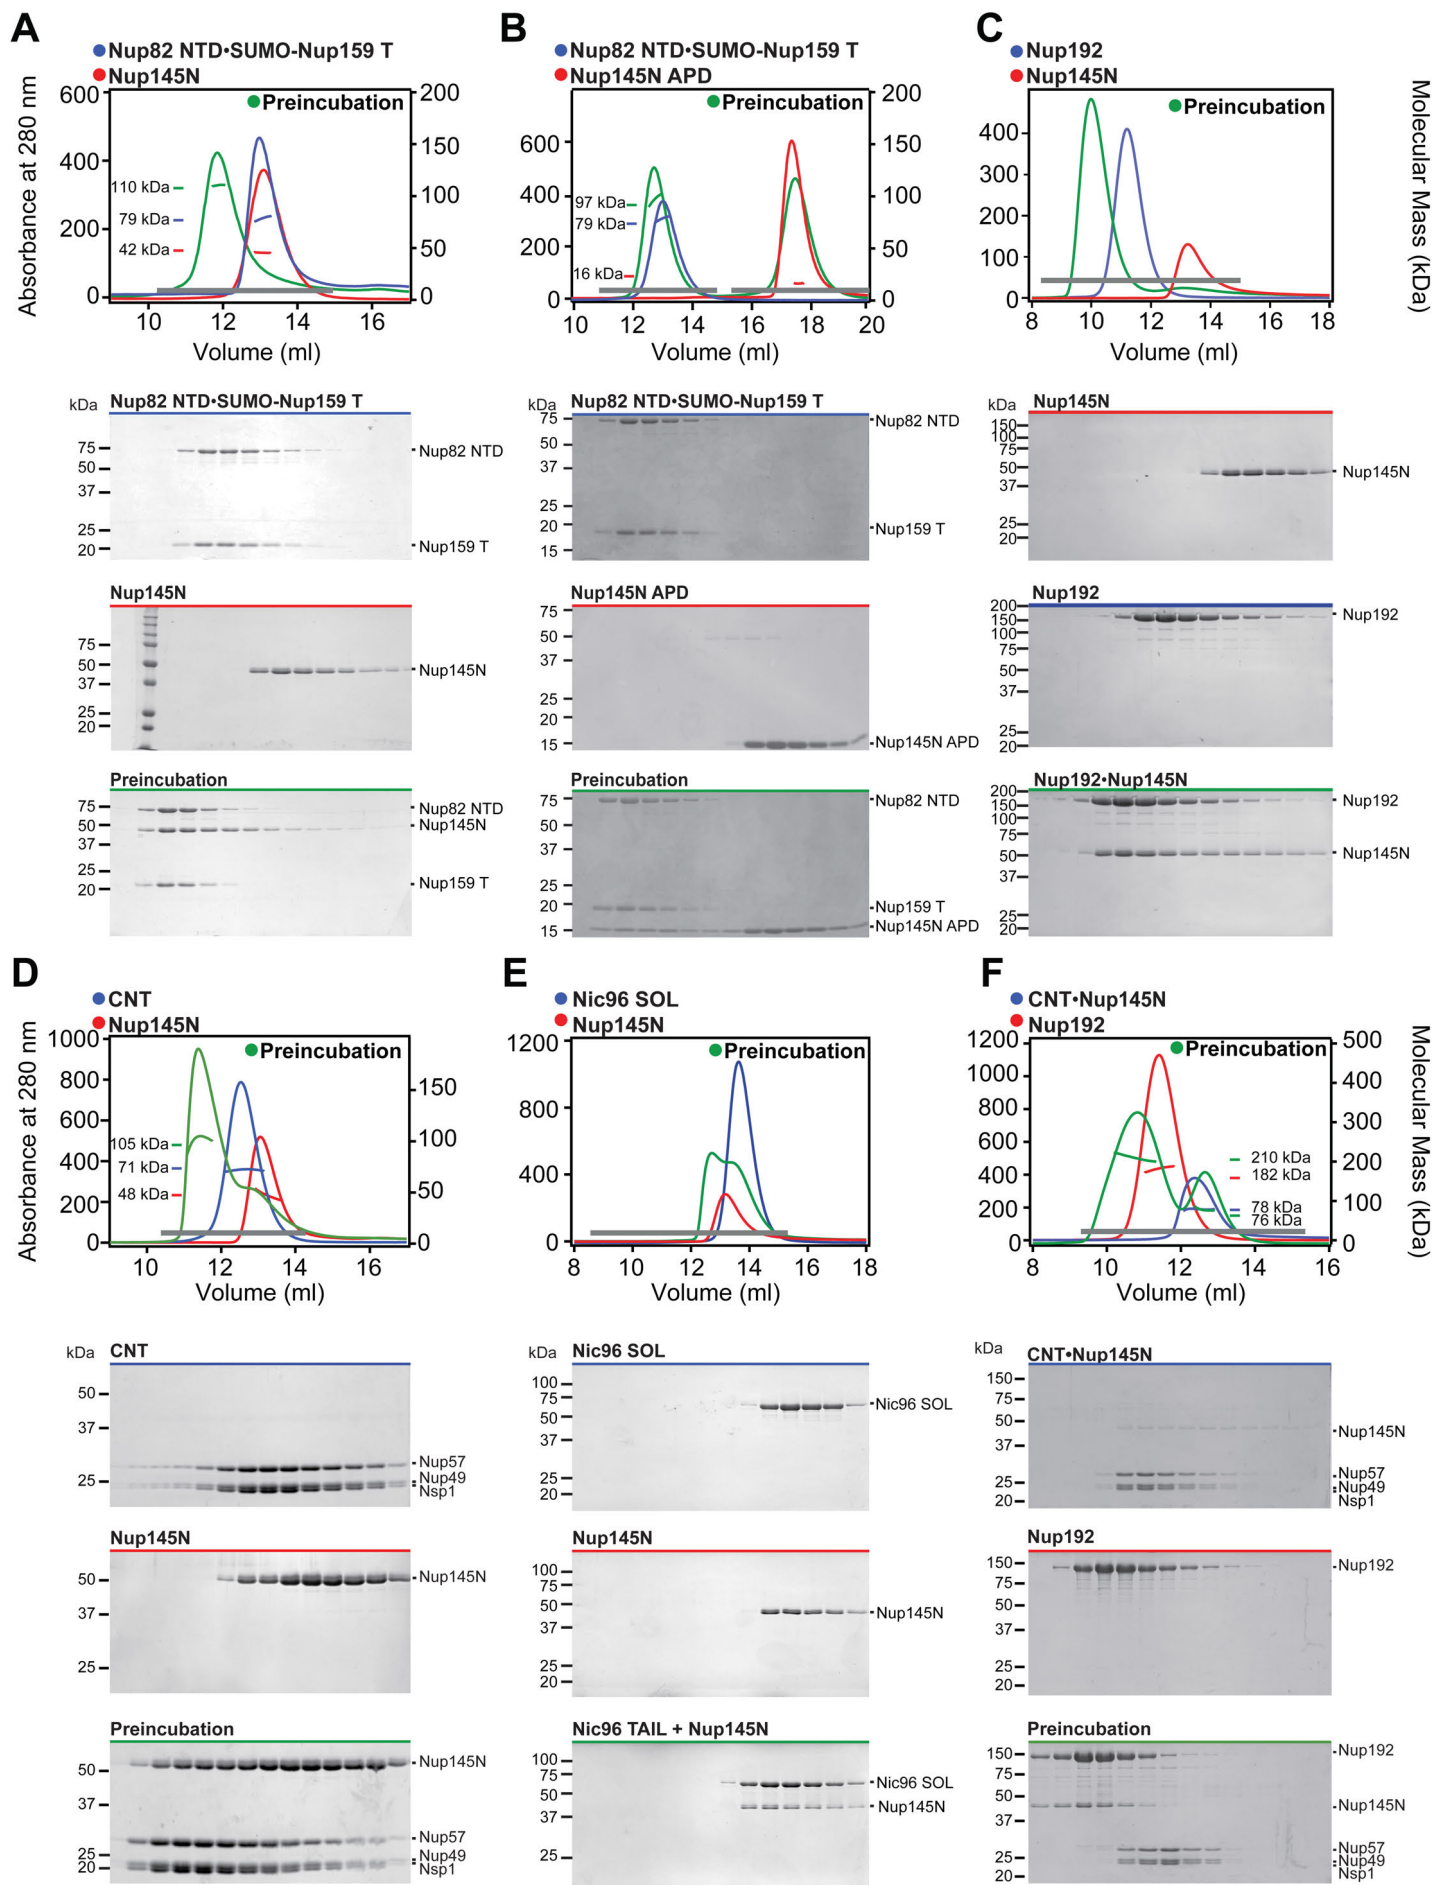 A
Nup82 NTD•SUMO-Nup159 T
Nup145N
Preincubation
Absorbance at 280 nm
600
400
200
0
200
150
100
50
0
110 kDa
79 kDa
42 kDa
10 12 14 16
Volume (ml)
kDa
Nup82 NTD•SUMO-Nup159 T
75
50
37
25
20
Nup82 NTD
Nup159 T
Nup145N
75
50
37
25
20
Nup145N
Preincubation
75
50
37
25
20
Nup82 NTD
Nup145N
Nup159 T
B
Nup82 NTD•SUMO-Nup159 T
Nup145N APD
Preincubation
600
400
200
0
200
150
100
50
0
97 kDa
79 kDa
16 kDa
10 12 14 16 18 20
Volume (ml)
kDa
Nup82 NTD•SUMO-Nup159 T
75
50
37
25
20
15
Nup82 NTD
Nup159 T
Nup145N APD
75
50
37
25
20
15
Nup145N APD
Preincubation
75
50
37
25
20
15
Nup82 NTD
Nup159 T
Nup145N APD
C
Nup192
Nup145N
Preincubation
400
300
200
100
0
Molecular Mass (kDa)
8 10 12 14 16 18
Volume (ml)
kDa
Nup145N
150
100
75
50
37
25
20
Nup145N
Nup192
200
150
100
75
50
37
25
20
Nup192
Nup192•Nup145N
200
150
100
75
50
37
25
20
Nup192
Nup145N
D
CNT
Nup145N
Preincubation
Absorbance at 280 nm
1000
800
600
400
200
0
150
100
50
0
105 kDa
71 kDa
48 kDa
10 12 14 16
Volume (ml)
kDa
CNT
50
37
25
Nup57
Nup49
Nsp1
Nup145N
50
37
25
Nup145N
Preincubation
50
37
25
20
Nup145N
Nup57
Nup49
Nsp1
E
Nic96 SOL
Nup145N
Preincubation
1200
800
400
0
8 10 12 14 16 18
Volume (ml)
kDa
Nic96 SOL
100
75
50
37
25
20
Nic96 SOL
Nup145N
100
75
50
37
25
20
Nup145N
Nic96 TAIL + Nup145N
100
75
50
37
25
Nic96 SOL
Nup145N
F
CNT•Nup145N
Nup192
Preincubation
1200
1000
800
600
400
200
0
500
400
300
200
100
0
Molecular Mass (kDa)
210 kDa
182 kDa
78 kDa
76 kDa
10 12 14 16
Volume (ml)
kDa
CNT•Nup145N
150
75
50
37
25
20
Nup145N
Nup57
Nup49
Nsp1
Nup192
150
75
50
37
25
20
Nup192
Preincubation
150
75
50
37
25
20
Nup192
Nup145N
Nup57
Nup49
Nsp1